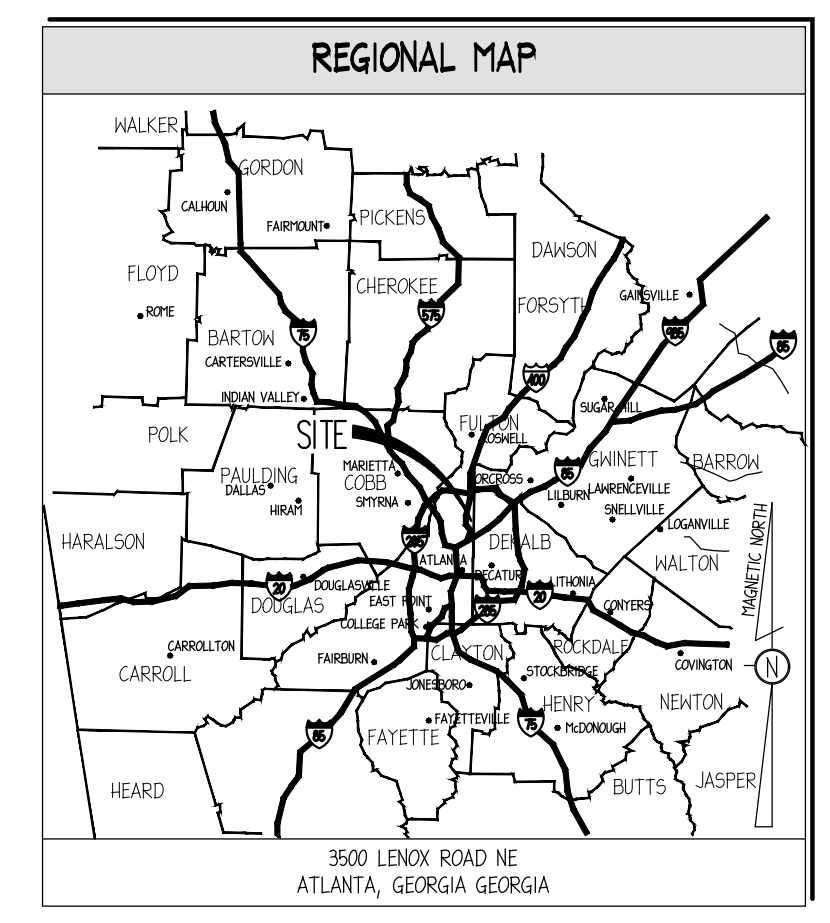 REGIONAL MAP
WALKER
GORDON
CALHOUN
FAIRMOUNT
PICKENS
DAWSON
FLOYD
ROME
CHEROKEE
575
FORSYTH
GAINSVILLE
985
85
75
BARTOW
CARTERSVILLE
400
INDIAN VALLEY
SUGAR HILL
POLK
SITE
FULTON
ROSWELL
PAULDING
DALLAS
HIRAM
MARIETTA
COBB
SMYRNA
ORCROSS
85
GWINETT
LILBURN
LAWRENCEVILLE
SNELLVILLE
BARROW
LOGANVILLE
HARALSON
285
ATLANTA
DEKALB
DECATUR
WALTON
MAGNETIC NORTH
20
DOUGLASVILLE
DOUGLAS
EAST POINT
COLLEGE PARK
285
20
LITHONIA
CONYERS
CARROLLTON
CARROLL
FAIRBURN
CLAYTON
ROCKDALE
COVINGTON
N
JONESBORO
STOCKBRIDGE
HENRY
NEWTON
85
FAYETTEVILLE
FAYETTE
75
McDONOUGH
HEARD
BUTTS
JASPER
3500 LENOX ROAD NE
ATLANTA, GEORGIA GEORGIA